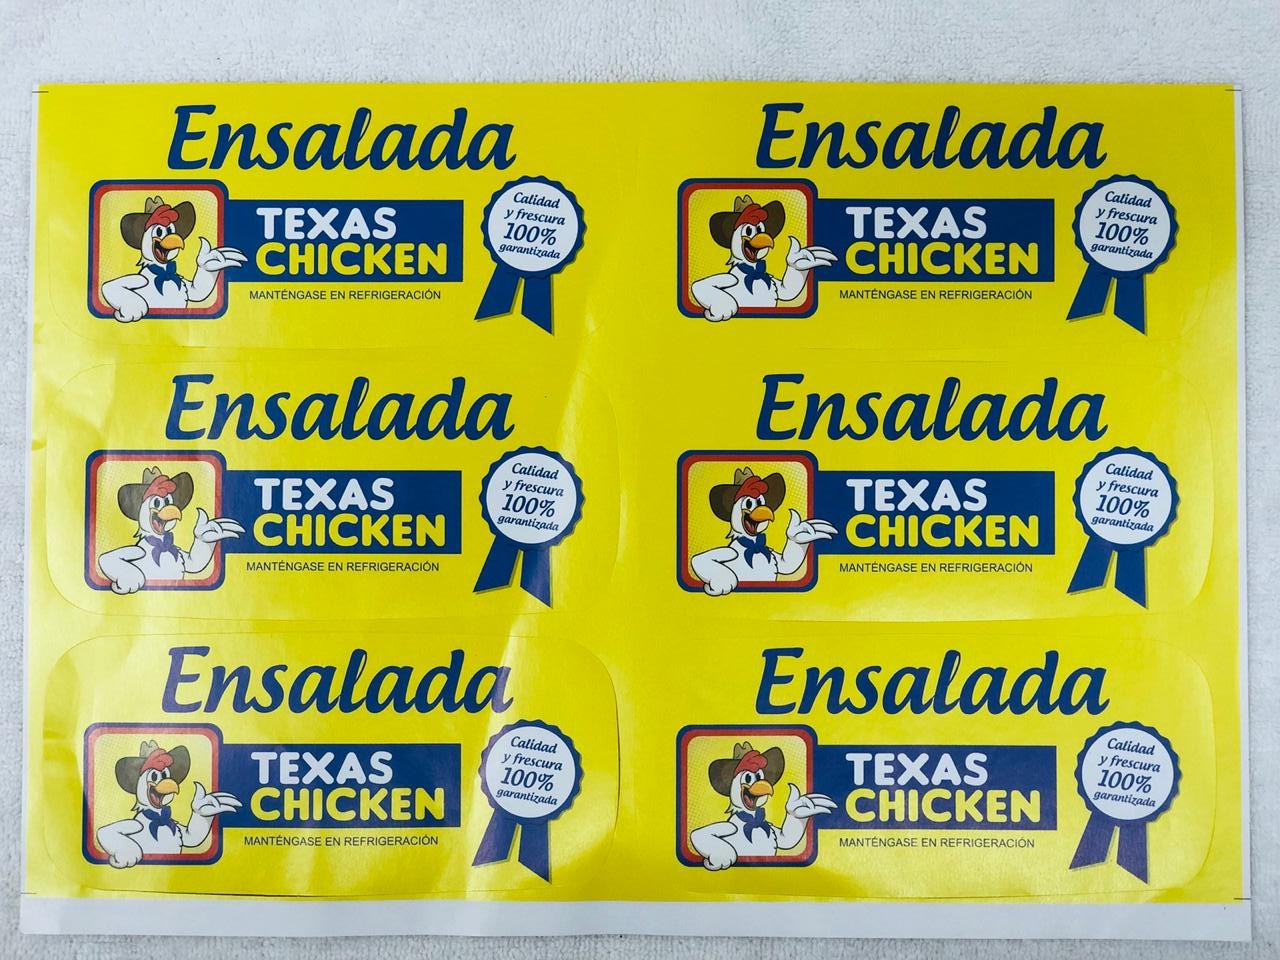 Ensalada
TEXAS
CHICKEN
MANTÉNGASE EN REFRIGERACIÓN
Calidad
y frescura
100%
garantizada
Ensalada
TEXAS
CHICKEN
MANTÉNGASE EN REFRIGERACIÓN
Calidad
y frescura
100%
garantizada
Ensalada
TEXAS
CHICKEN
MANTÉNGASE EN REFRIGERACIÓN
Calidad
y frescura
100%
garantizada
Ensalada
TEXAS
CHICKEN
MANTÉNGASE EN REFRIGERACIÓN
Calidad
y frescura
100%
garantizada
Ensalada
TEXAS
CHICKEN
MANTÉNGASE EN REFRIGERACIÓN
Calidad
y frescura
100%
garantizada
Ensalada
TEXAS
CHICKEN
MANTÉNGASE EN REFRIGERACIÓN
Calidad
y frescura
100%
garantizada